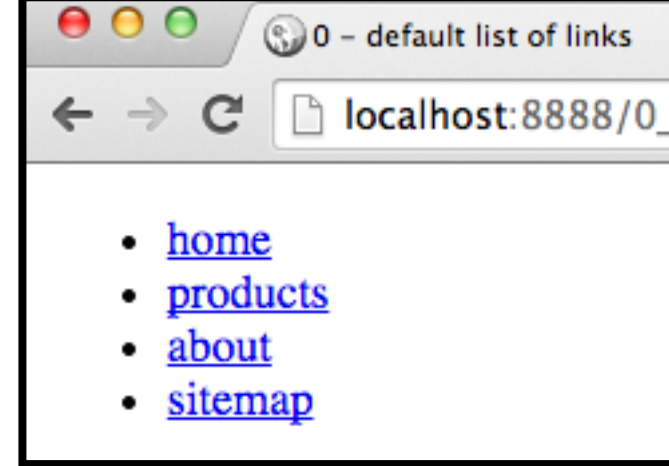 0 – default list of links
localhost:8888/0_
• home
• products
• about
• sitemap